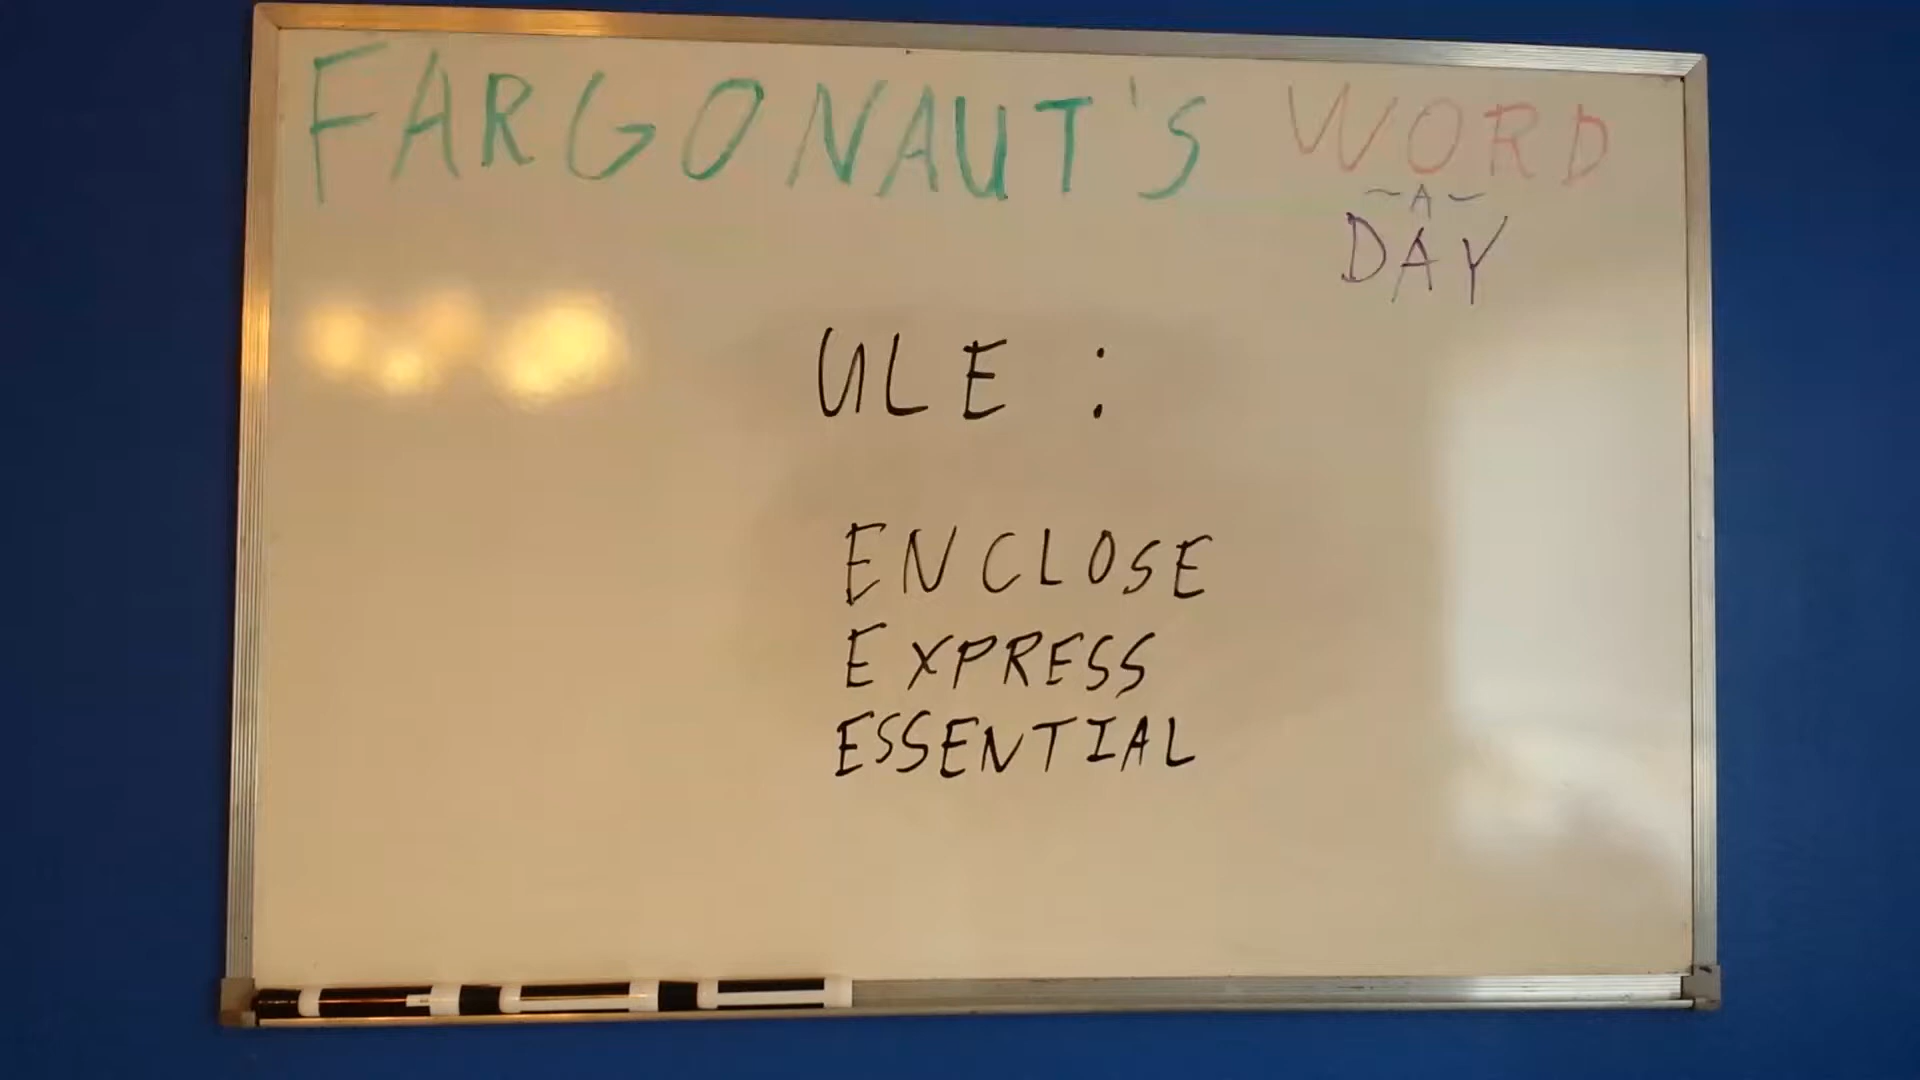 FARGONAUT'S WORD
~A~
DAY
ULE :
ENCLOSE
EXPRESS
ESSENTIAL